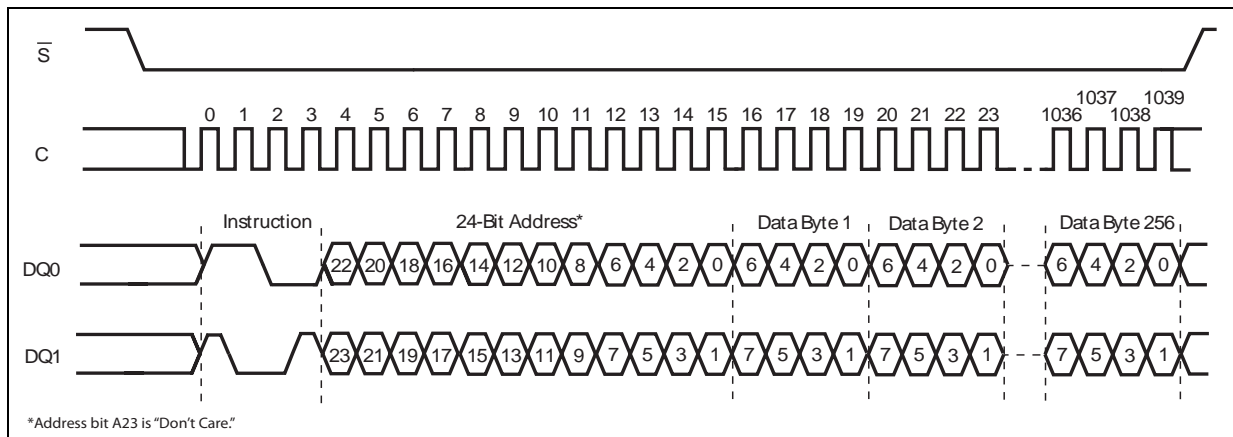 S
0 1 2 3 4 5 6 7 8 9 10 11 12 13 14 15 16 17 18 19 20 21 22 23 1036 1037 1038 1039
C
Instruction 24-Bit Address* Data Byte 1 Data Byte 2 Data Byte 256
DQ0 22 20 18 16 14 12 10 8 6 4 2 0 6 4 2 0 6 4 2 0 6 4 2 0
DQ1 23 21 19 17 15 13 11 9 7 5 3 1 7 5 3 1 7 5 3 1 7 5 3 1
*Address bit A23 is “Don’t Care.”